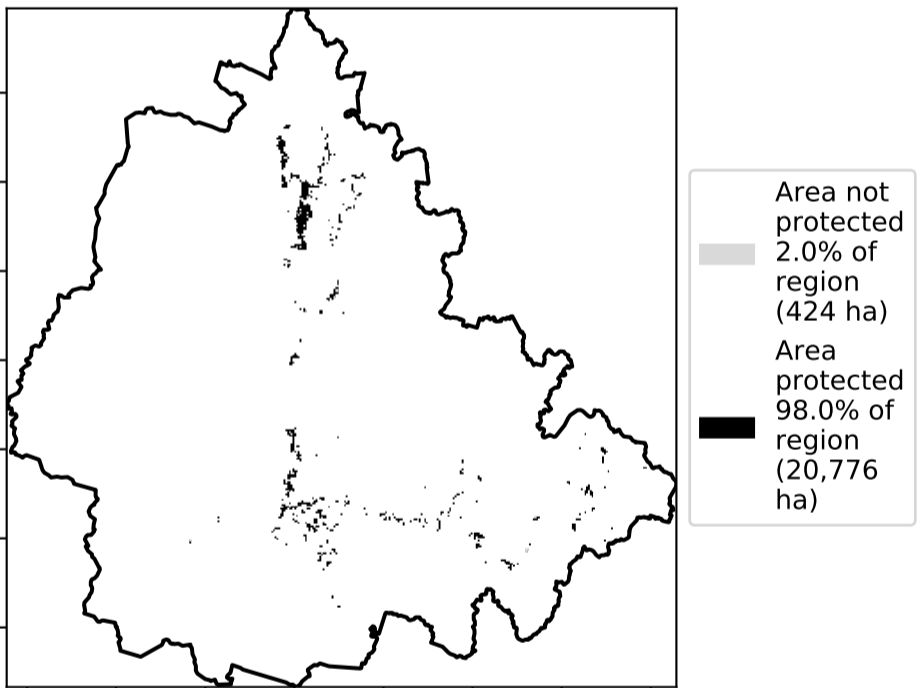 Area not
protected
2.0% of
region
(424 ha)
Area
protected
98.0% of
region
(20,776
ha)